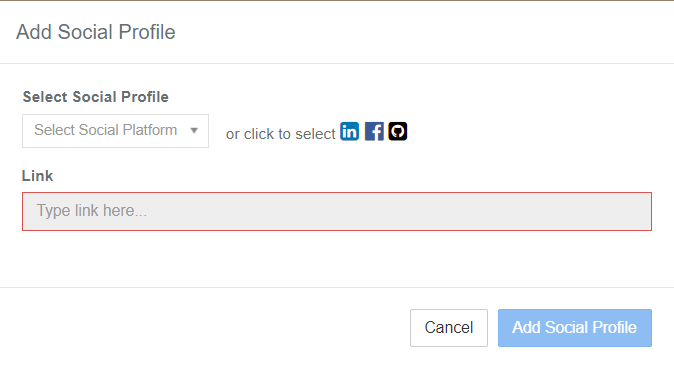 Add Social Profile
Select Social Profile
Select Social Platform
or click to select in f
Link
Type link here...
Cancel Add Social Profile